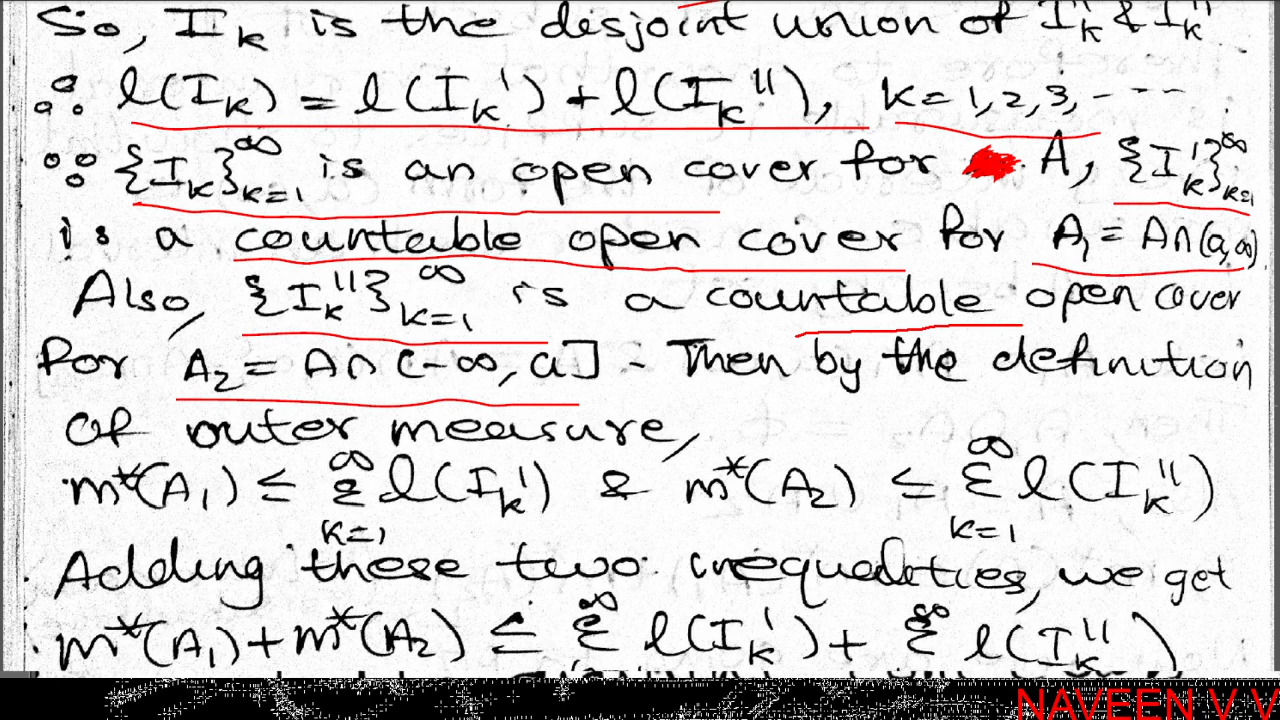 So, I_k is the disjoint union of I_k' & I_k''
∴ l(I_k) = l(I_k') + l(I_k''), k = 1, 2, 3, - - - -
∵ {I_k}_{k=1}^∞ is an open cover for A, {I_k'}_{k=1}^∞
is a countable open cover for A_1 = A∩(a,∞)
Also, {I_k''}_{k=1}^∞ is a countable open cover
for A_2 = A∩(-∞, a] - Then by the definition
of outer measure,
m*(A_1) ≤ Σ_{k=1}^∞ l(I_k') & m*(A_2) ≤ Σ_{k=1}^∞ l(I_k'')
Adding these two inequalities, we get
m*(A_1) + m*(A_2) ≤ Σ^∞ l(I_k') + Σ^∞ l(I_k'')
NAVEEN.V.V